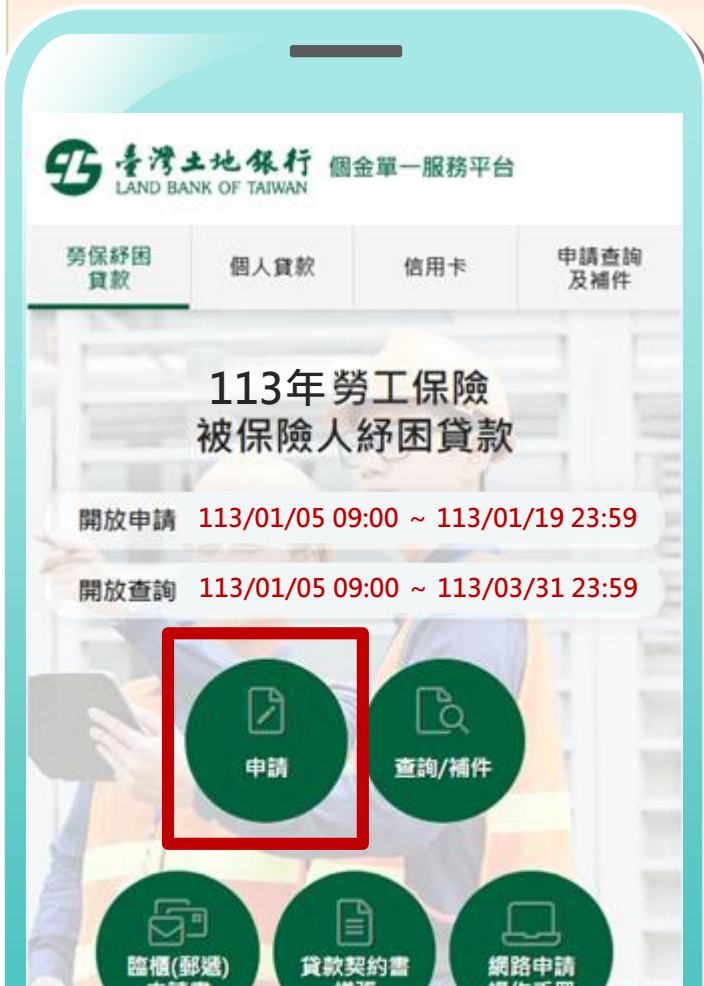 臺灣土地銀行 個金單一服務平台
LAND BANK OF TAIWAN
勞保紓困
貸款
個人貸款
信用卡
申請查詢
及補件
113年勞工保險
被保險人紓困貸款
開放申請 113/01/05 09:00 ~ 113/01/19 23:59
開放查詢 113/01/05 09:00 ~ 113/03/31 23:59
申請
查詢/補件
臨櫃(郵遞)
貸款契約書
網路申請